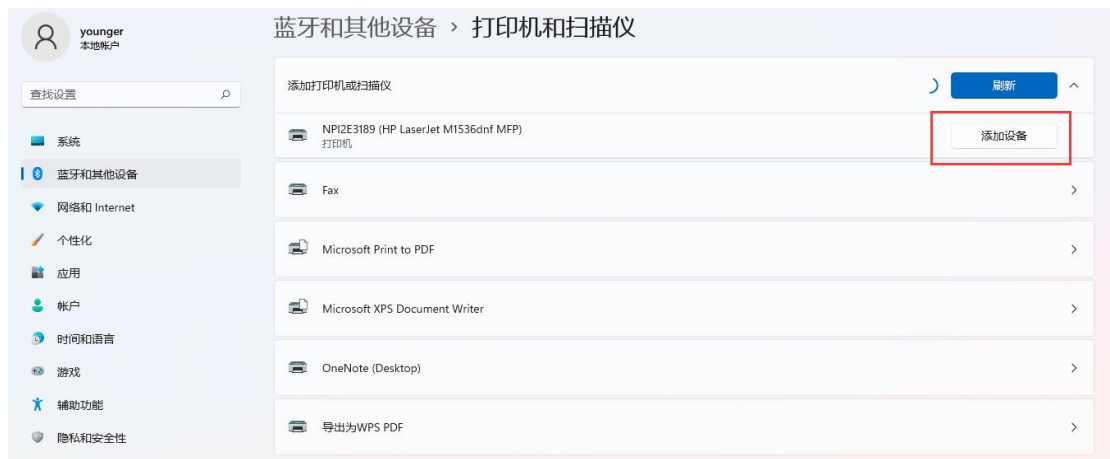 younger
本地帐户
查找设置
系统
蓝牙和其他设备
网络和 Internet
个性化
应用
帐户
时间和语言
游戏
辅助功能
隐私和安全性
蓝牙和其他设备 › 打印机和扫描仪
添加打印机或扫描仪
刷新
NPI2E3189 (HP LaserJet M1536dnf MFP)
打印机
添加设备
Fax
Microsoft Print to PDF
Microsoft XPS Document Writer
OneNote (Desktop)
导出为WPS PDF